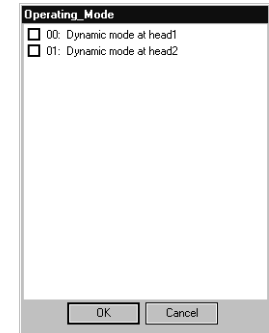 Operating_Mode
00: Dynamic mode at head1
01: Dynamic mode at head2
OK Cancel